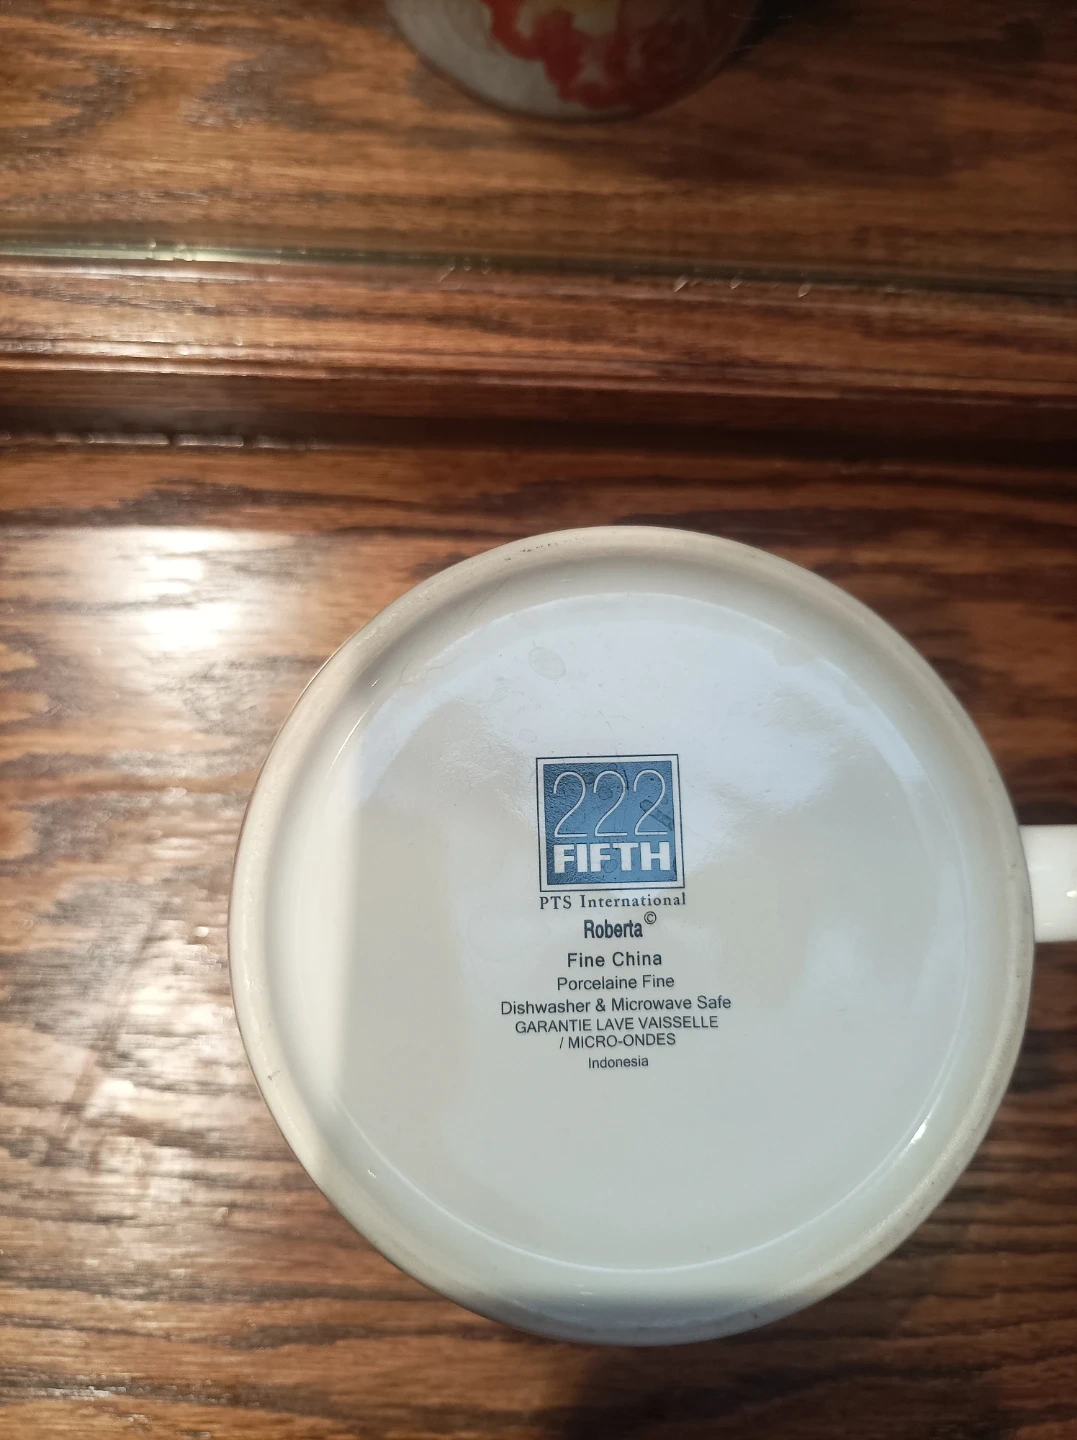 222
FIFTH
PTS International
Roberta©
Fine China
Porcelaine Fine
Dishwasher & Microwave Safe
GARANTIE LAVE VAISSELLE
/ MICRO-ONDES
Indonesia